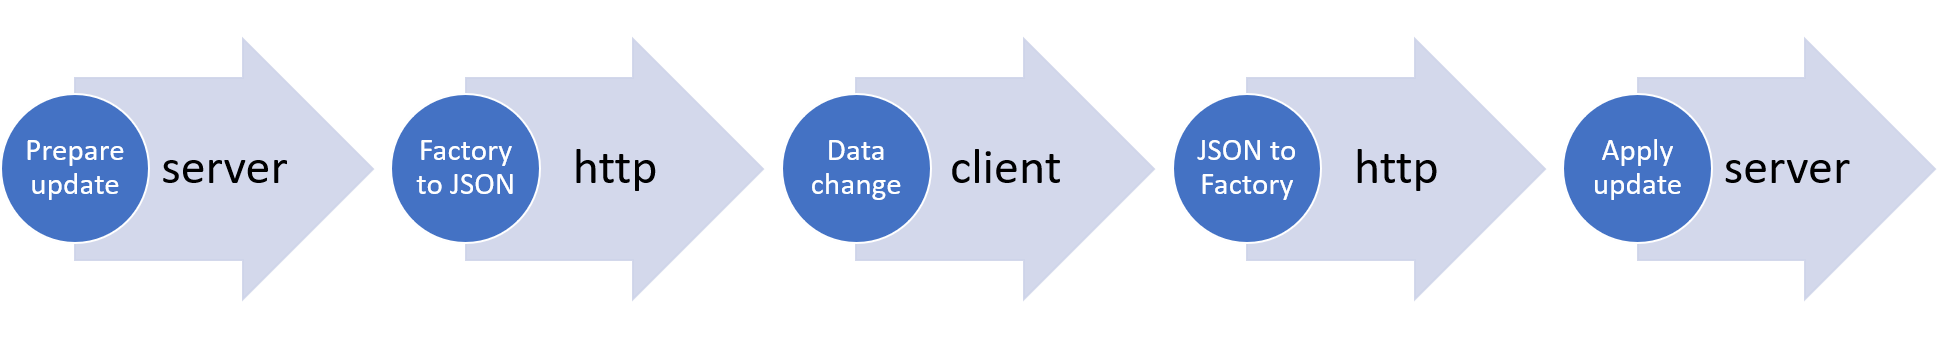 Prepare
update
server
Factory
to JSON
http
Data
change
client
JSON to
Factory
http
Apply
update
server